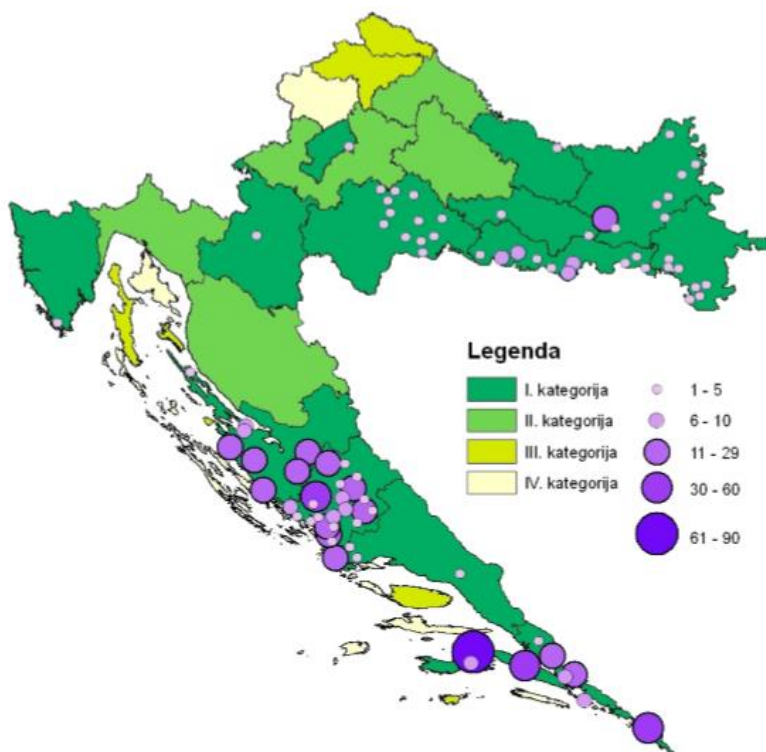 Legenda
I. kategorija
II. kategorija
III. kategorija
IV. kategorija
1 - 5
6 - 10
11 - 29
30 - 60
61 - 90